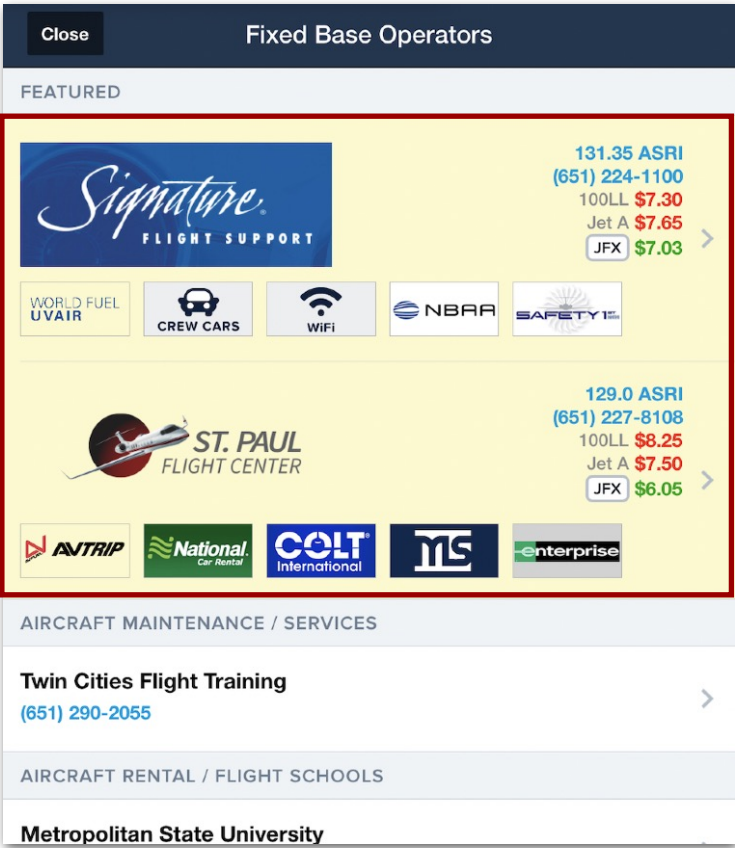 Close
Fixed Base Operators
FEATURED
Signature
FLIGHT SUPPORT
131.35 ASRI
(651) 224-1100
100LL $7.30
Jet A $7.65
JFX $7.03
WORLD FUEL
UVAIR
CREW CARS
WiFi
NBAA
SAFETY 1st
ST. PAUL
FLIGHT CENTER
129.0 ASRI
(651) 227-8108
100LL $8.25
Jet A $7.50
JFX $6.05
AVTRIP
National
Car Rental
COLT
International
MS
enterprise
AIRCRAFT MAINTENANCE / SERVICES
Twin Cities Flight Training
(651) 290-2055
AIRCRAFT RENTAL / FLIGHT SCHOOLS
Metropolitan State University